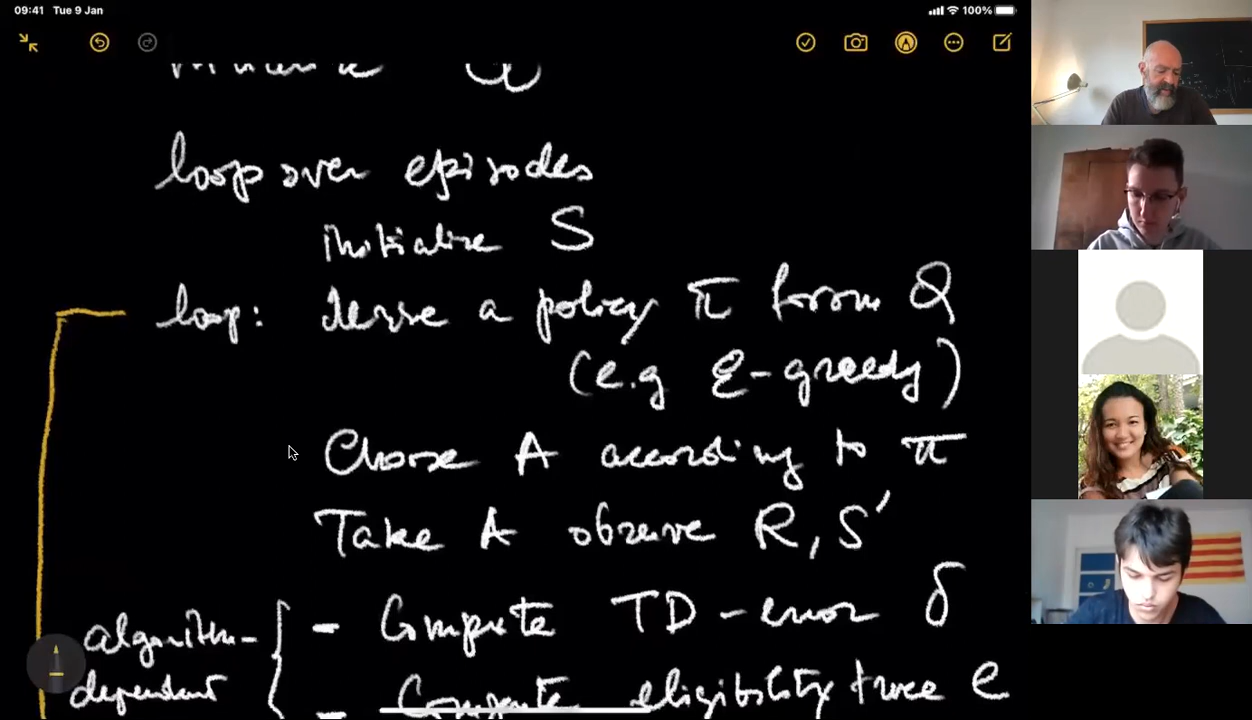 09:41 Tue 9 Jan
100%
loop over episodes
initialize S
loop: derive a policy π from Q
(e.g ε-greedy)
Choose A according to π
Take A observe R, S'
algorithm-dependent
- Compute TD-error δ
- Compute eligibility trace e